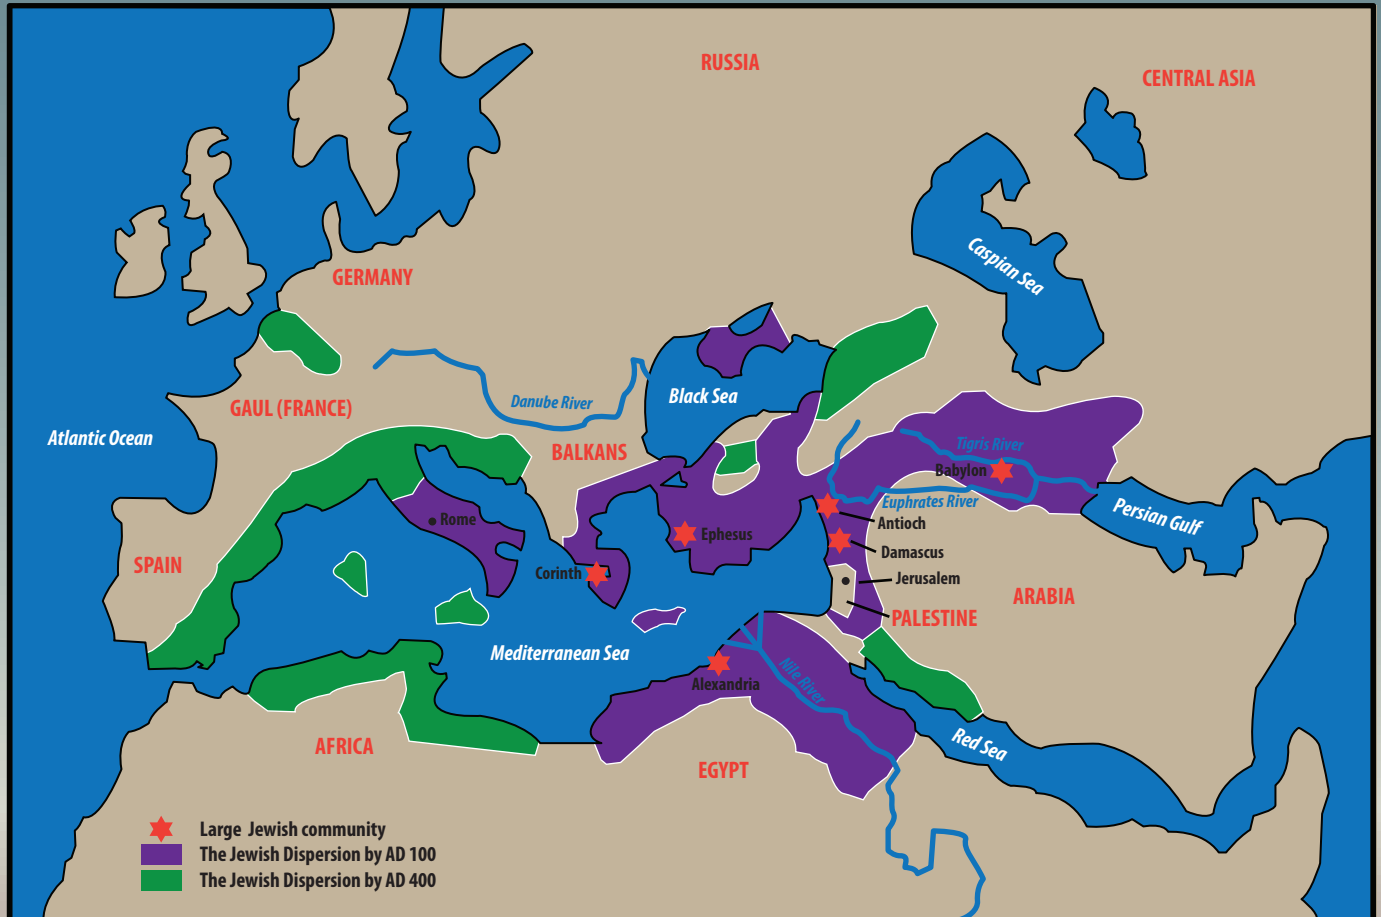 RUSSIA
CENTRAL ASIA
Caspian Sea
GERMANY
Black Sea
Danube River
GAUL (FRANCE)
Atlantic Ocean
BALKANS
Tigris River
Babylon
Euphrates River
Persian Gulf
Rome
Antioch
Ephesus
Damascus
SPAIN
Corinth
Jerusalem
ARABIA
PALESTINE
Mediterranean Sea
Nile River
Alexandria
AFRICA
Red Sea
EGYPT
Large Jewish community
The Jewish Dispersion by AD 100
The Jewish Dispersion by AD 400